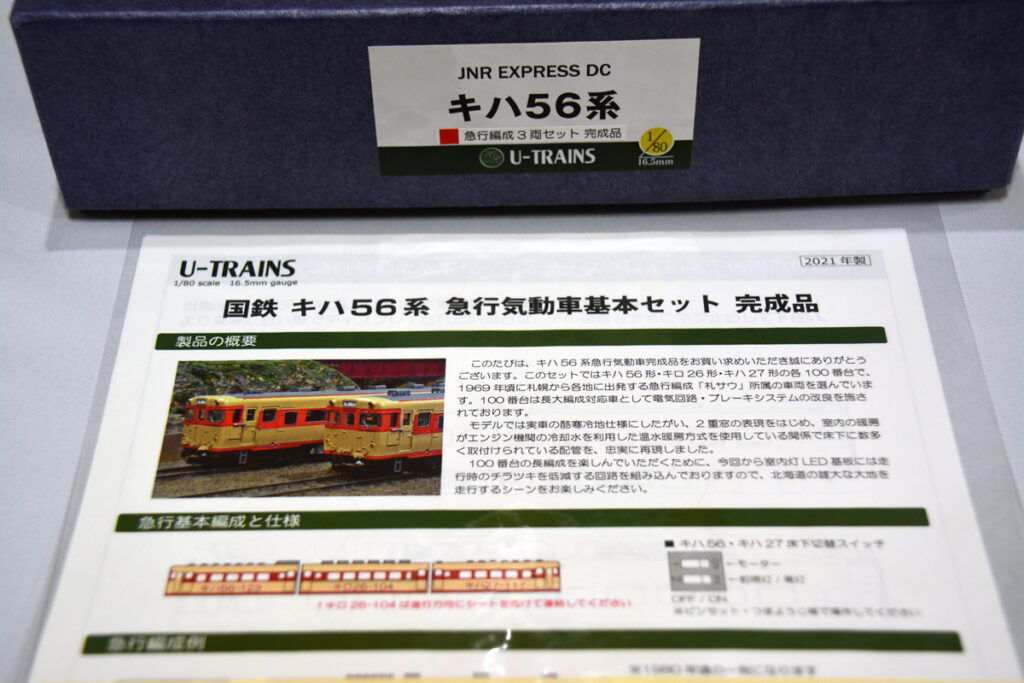 JNR EXPRESS DC
キハ56系
急行編成3両セット 完成品
U-TRAINS
1/80
16.5mm
U-TRAINS
1/80 scale 16.5mm gauge
2021年製
国鉄 キハ56系 急行気動車基本セット 完成品
製品の概要
このたびは、キハ56系急行気動車完成品をお買い求めいただき誠にありがとう
ございます。このセットではキハ56形・キロ26形・キハ27形の各100番台で、
1969年頃に札幌から各地に出発する急行編成「札サウ」所属の車両を選んでいま
す。100番台は長大編成対応車として電気回路・ブレーキシステムの改良を施さ
れております。
モデルでは実車の酷寒冷地仕様にしたがい、2重窓の表現をはじめ、室内の暖房
がエンジン機関の冷却水を利用した温水暖房方式を使用している関係で床下に数多
く取付けられている配管を、忠実に再現しました。
100番台の長編成を楽しんでいただくために、今回から室内灯LED基板には走
行時のチラツキを低減する回路を組み込んでおりますので、北海道の雄大な大地を
走行するシーンをお楽しみください。
急行基本編成と仕様
■ キハ56・キハ27床下切替スイッチ
←モーター
OFF / ON
キロ26-104
急行編成例